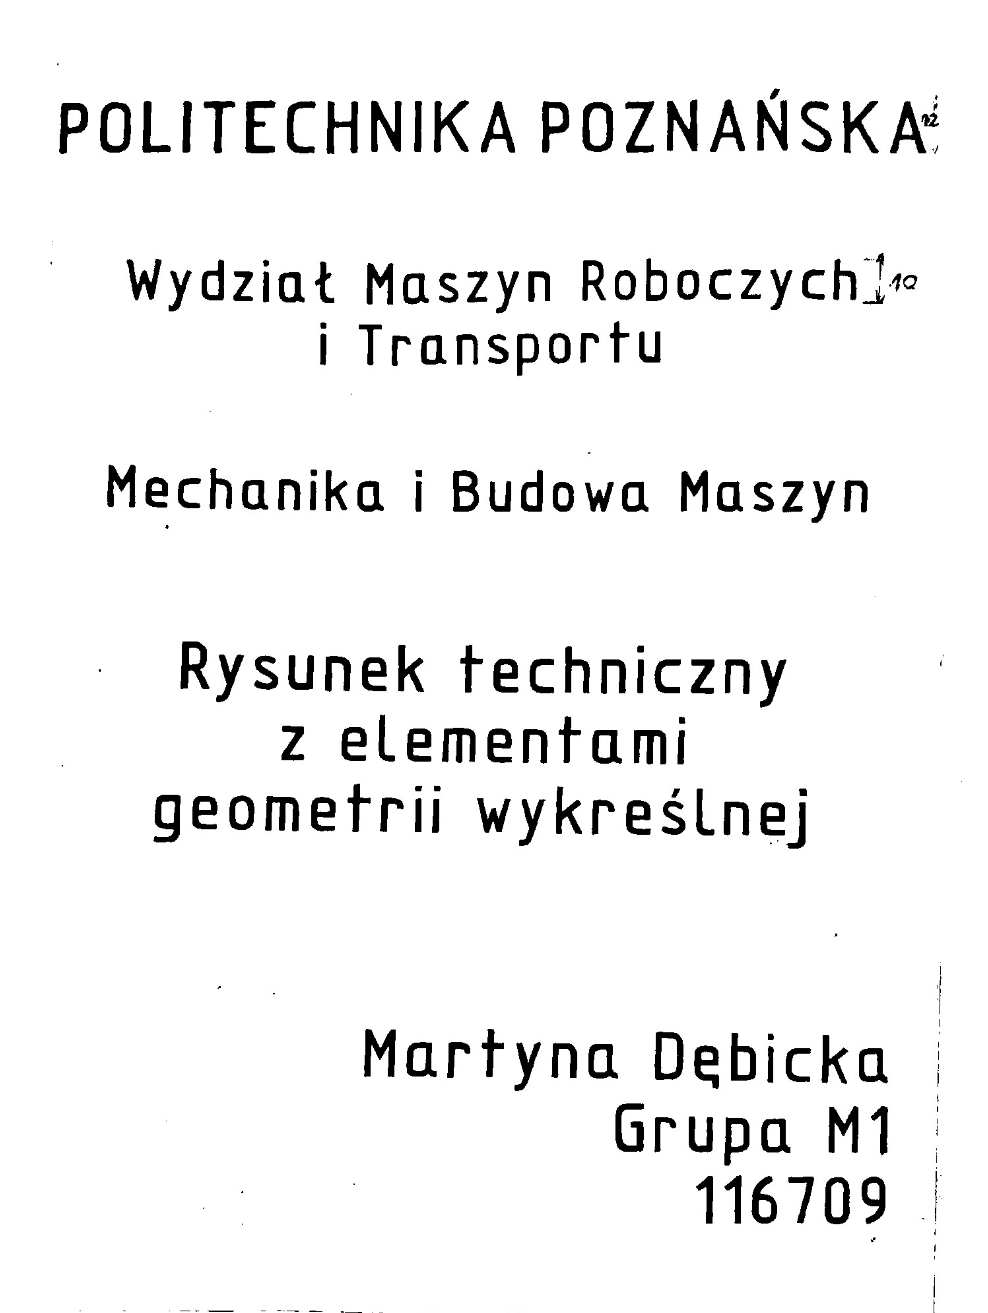 POLITECHNIKA POZNAŃSKA
Wydział Maszyn Roboczych 10
i Transportu
Mechanika i Budowa Maszyn
Rysunek techniczny
z elementami
geometrii wykreślnej
Martyna Dębicka
Grupa M1
116709